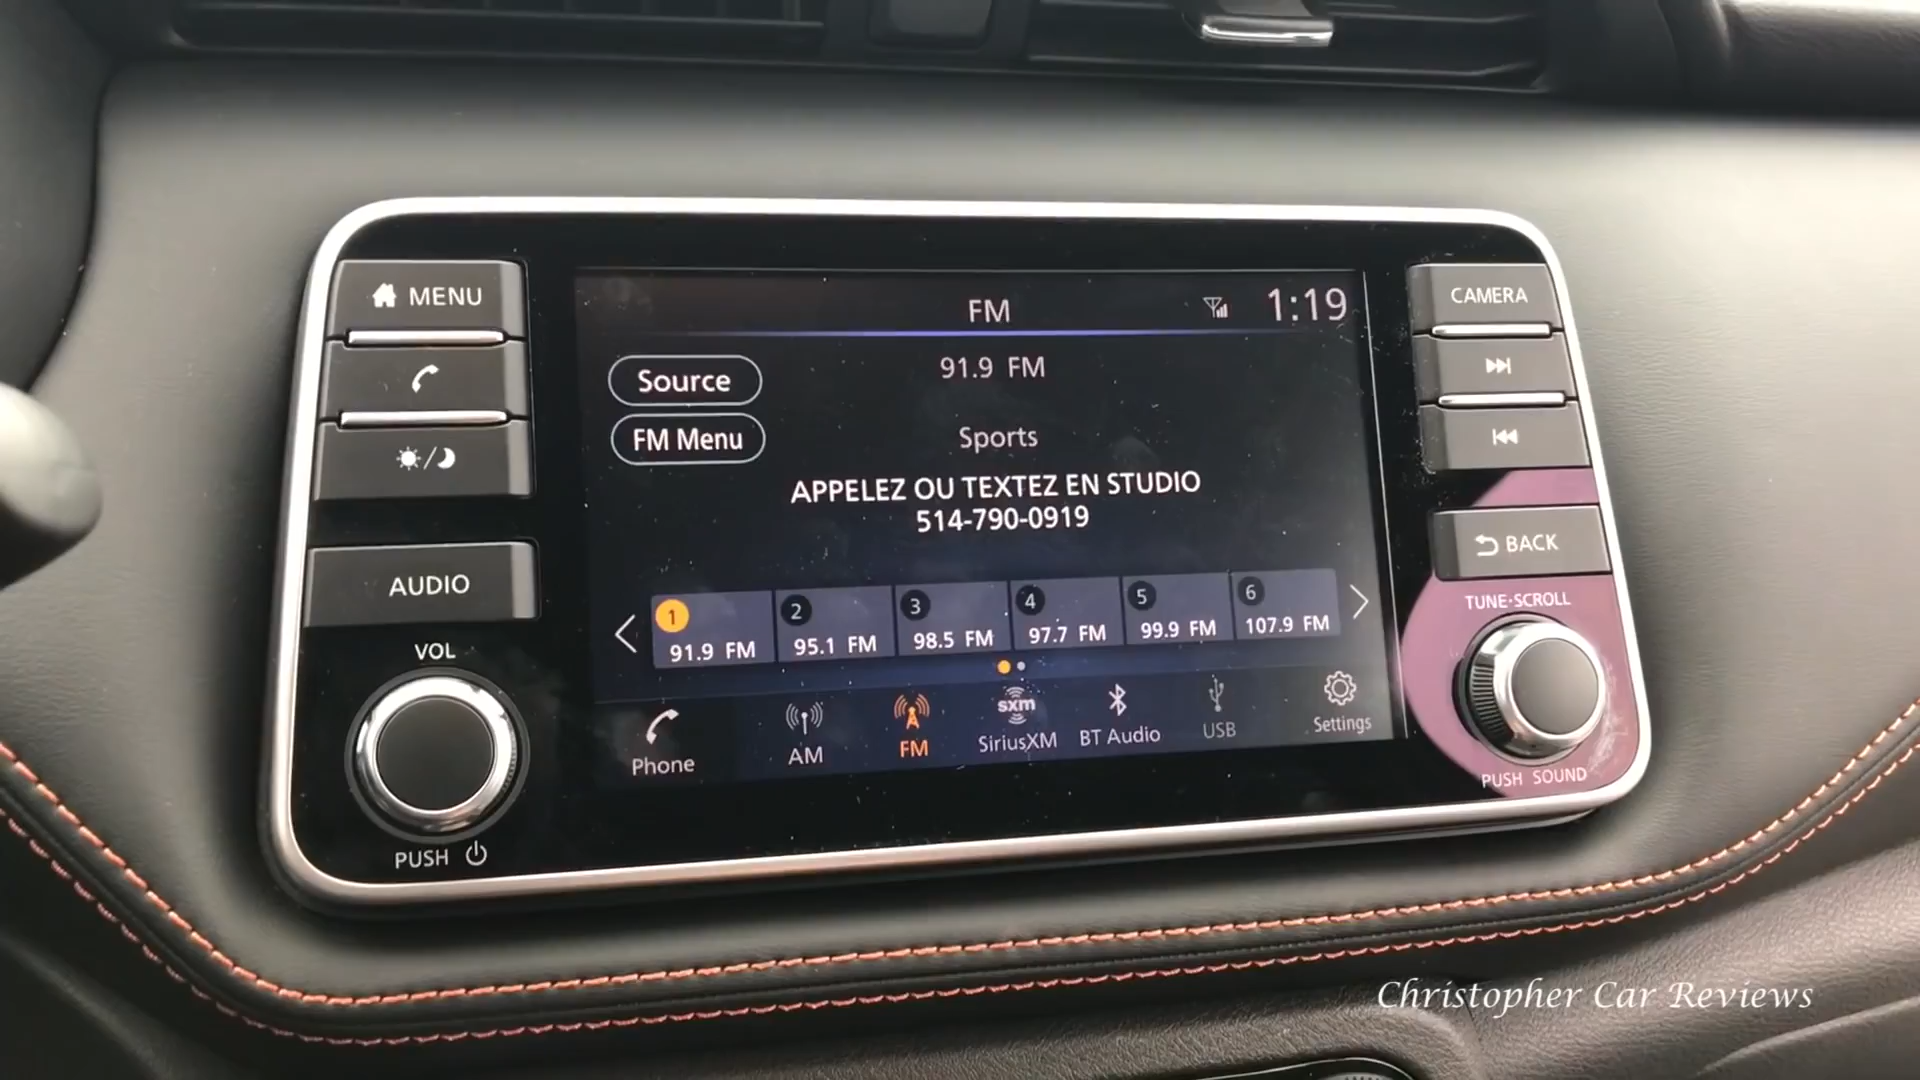 MENU
AUDIO
VOL
PUSH
FM
1:19
91.9 FM
Source
FM Menu
Sports
APPELEZ OU TEXTEZ EN STUDIO
514-790-0919
1
91.9 FM
2
95.1 FM
3
98.5 FM
4
97.7 FM
5
99.9 FM
6
107.9 FM
Phone
AM
FM
sxm
SiriusXM
BT Audio
USB
Settings
CAMERA
BACK
TUNE·SCROLL
PUSH SOUND
Christopher Car Reviews